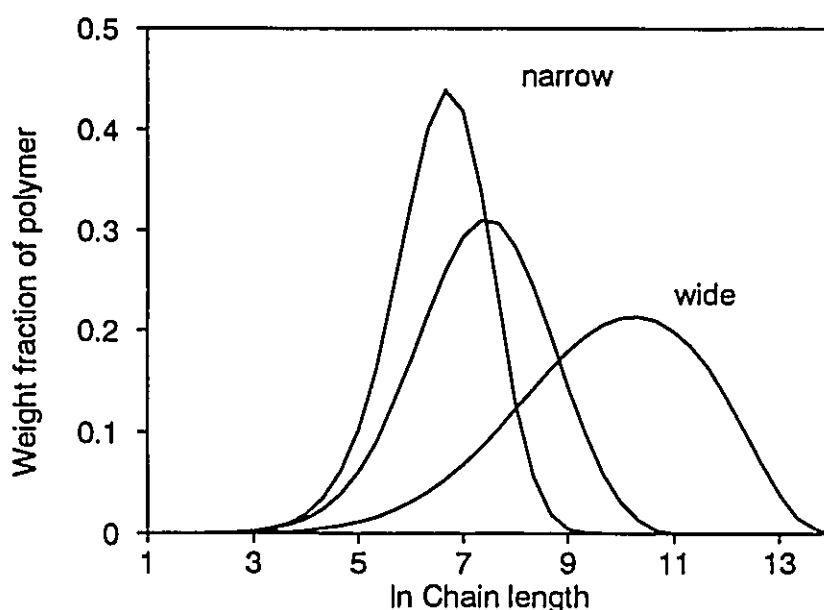 0.5
0.4
0.3
0.2
0.1
0
Weight fraction of polymer
narrow
wide
1 3 5 7 9 11 13
ln Chain length